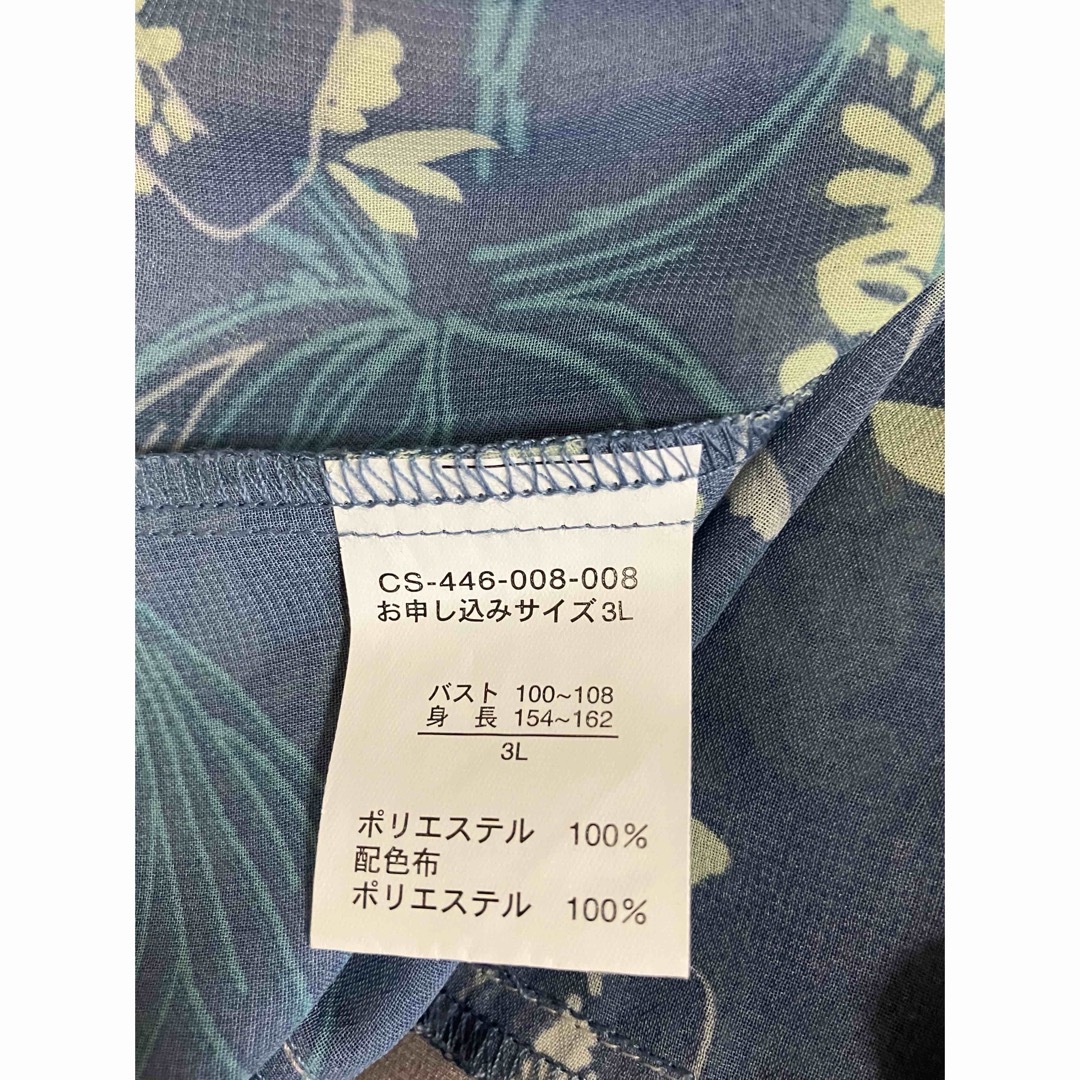 CS-446-008-008
お申し込みサイズ3L
バスト 100~108
身 長 154~162
3L
ポリエステル 100%
配色布
ポリエステル 100%